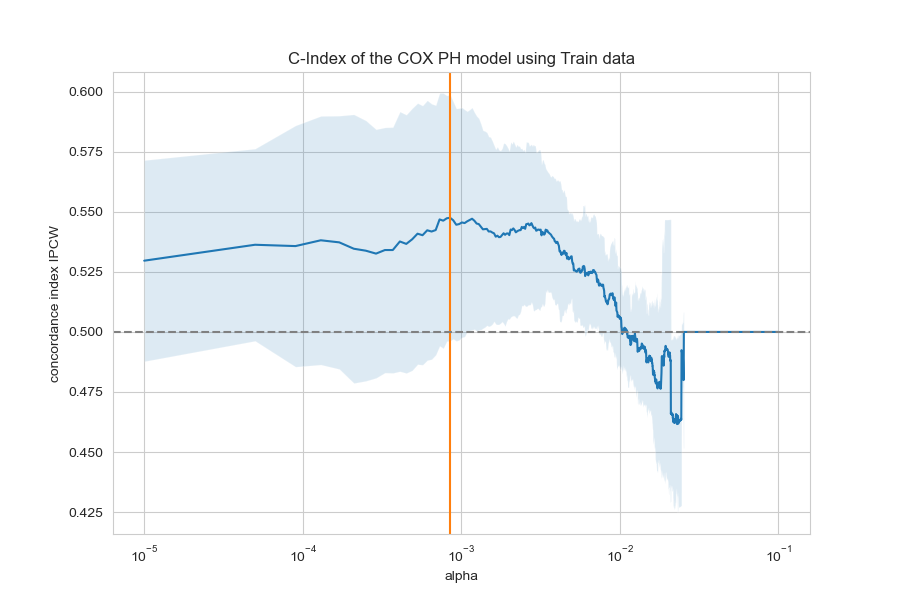 C-Index of the COX PH model using Train data
concordance index IPCW
0.600
0.575
0.550
0.525
0.500
0.475
0.450
0.425
10⁻⁵ 10⁻⁴ 10⁻³ 10⁻² 10⁻¹
alpha